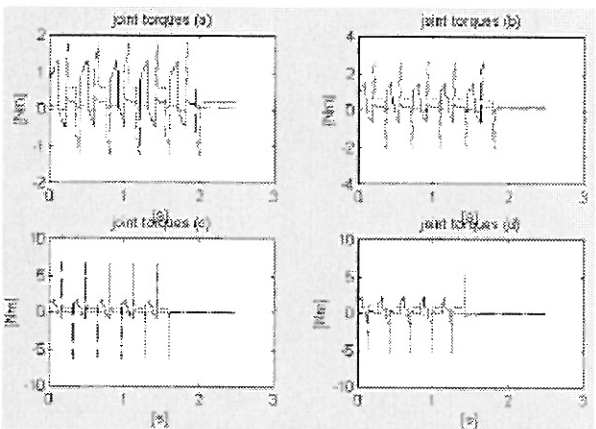 joint torques (a)
2
1
0
-1
-2
[Nm]
0 1 2 3
[s]
joint torques (b)
4
2
0
-2
-4
[Nm]
0 1 2 3
[s]
joint torques (c)
10
5
0
-5
-10
[Nm]
0 1 2 3
[s]
joint torques (d)
10
5
0
-5
-10
[Nm]
0 1 2 3
[s]